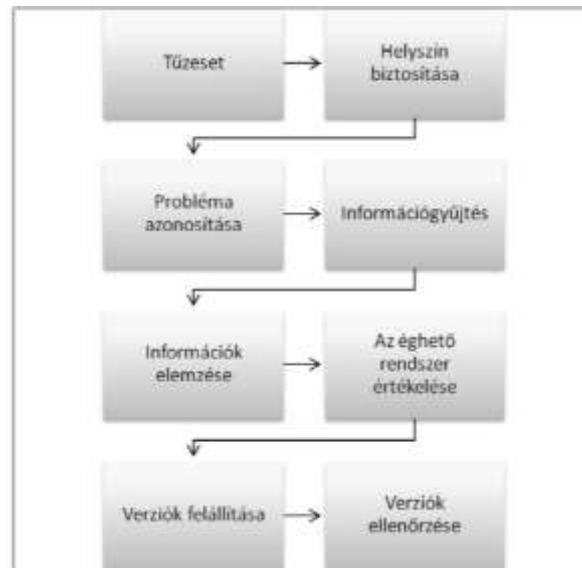 Tűzeset
Helyszín
biztosítása
Probléma
azonosítása
Információgyűjtés
Információk
elemzése
Az éghető
rendszer
értékelése
Verziók felállítása
Verziók
ellenőrzése